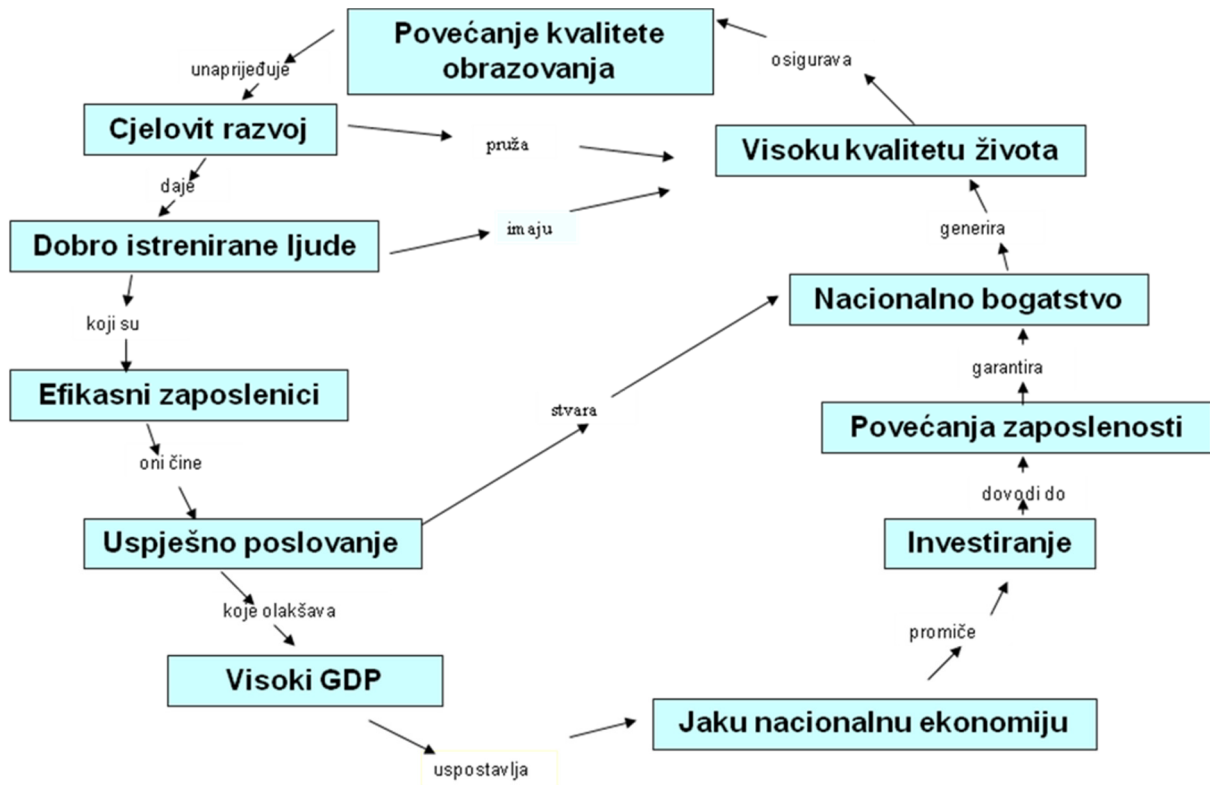 Povećanje kvalitete
obrazovanja
osigurava
unaprijeđuje
Cjelovit razvoj
pruža
Visoku kvalitetu života
daje
Dobro istrenirane ljude
imaju
generira
Nacionalno bogatstvo
koji su
garantira
Efikasni zaposlenici
stvara
Povećanja zaposlenosti
oni čine
dovodi do
Uspješno poslovanje
Investiranje
koje olakšava
promiče
Visoki GDP
Jaku nacionalnu ekonomiju
uspostavlja